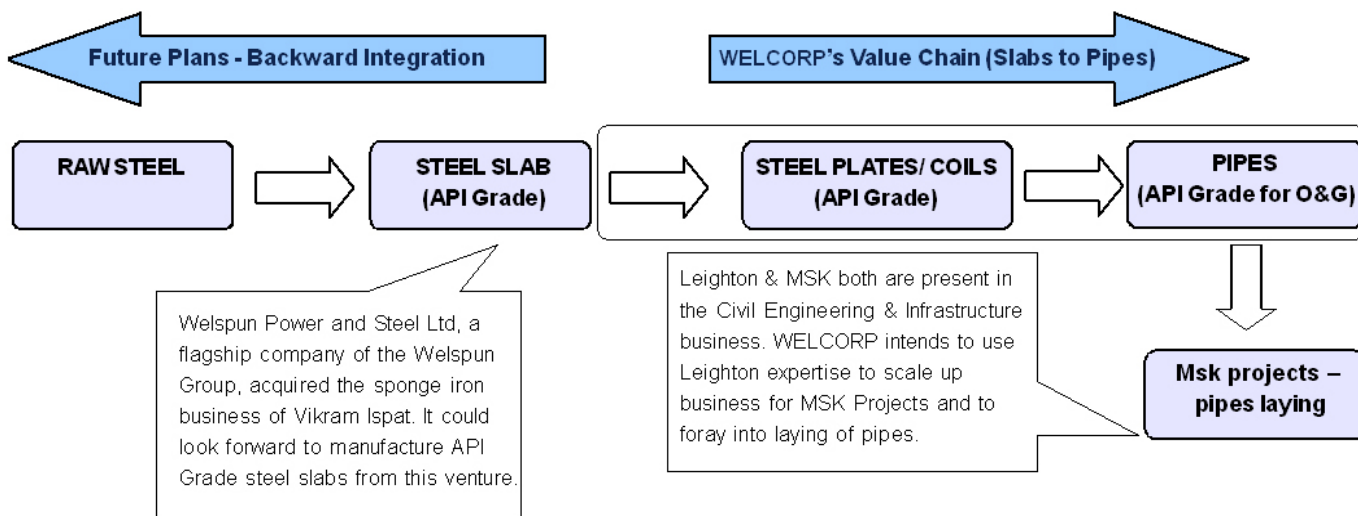 Future Plans - Backward Integration
WELCORP's Value Chain (Slabs to Pipes)
RAW STEEL
STEEL SLAB
(API Grade)
STEEL PLATES/ COILS
(API Grade)
PIPES
(API Grade for O&G)
Welspun Power and Steel Ltd, a
flagship company of the Welspun
Group, acquired the sponge iron
business of Vikram Ispat. It could
look forward to manufacture API
Grade steel slabs from this venture.
Leighton & MSK both are present in
the Civil Engineering & Infrastructure
business. WELCORP intends to use
Leighton expertise to scale up
business for MSK Projects and to
foray into laying of pipes.
Msk projects –
pipes laying